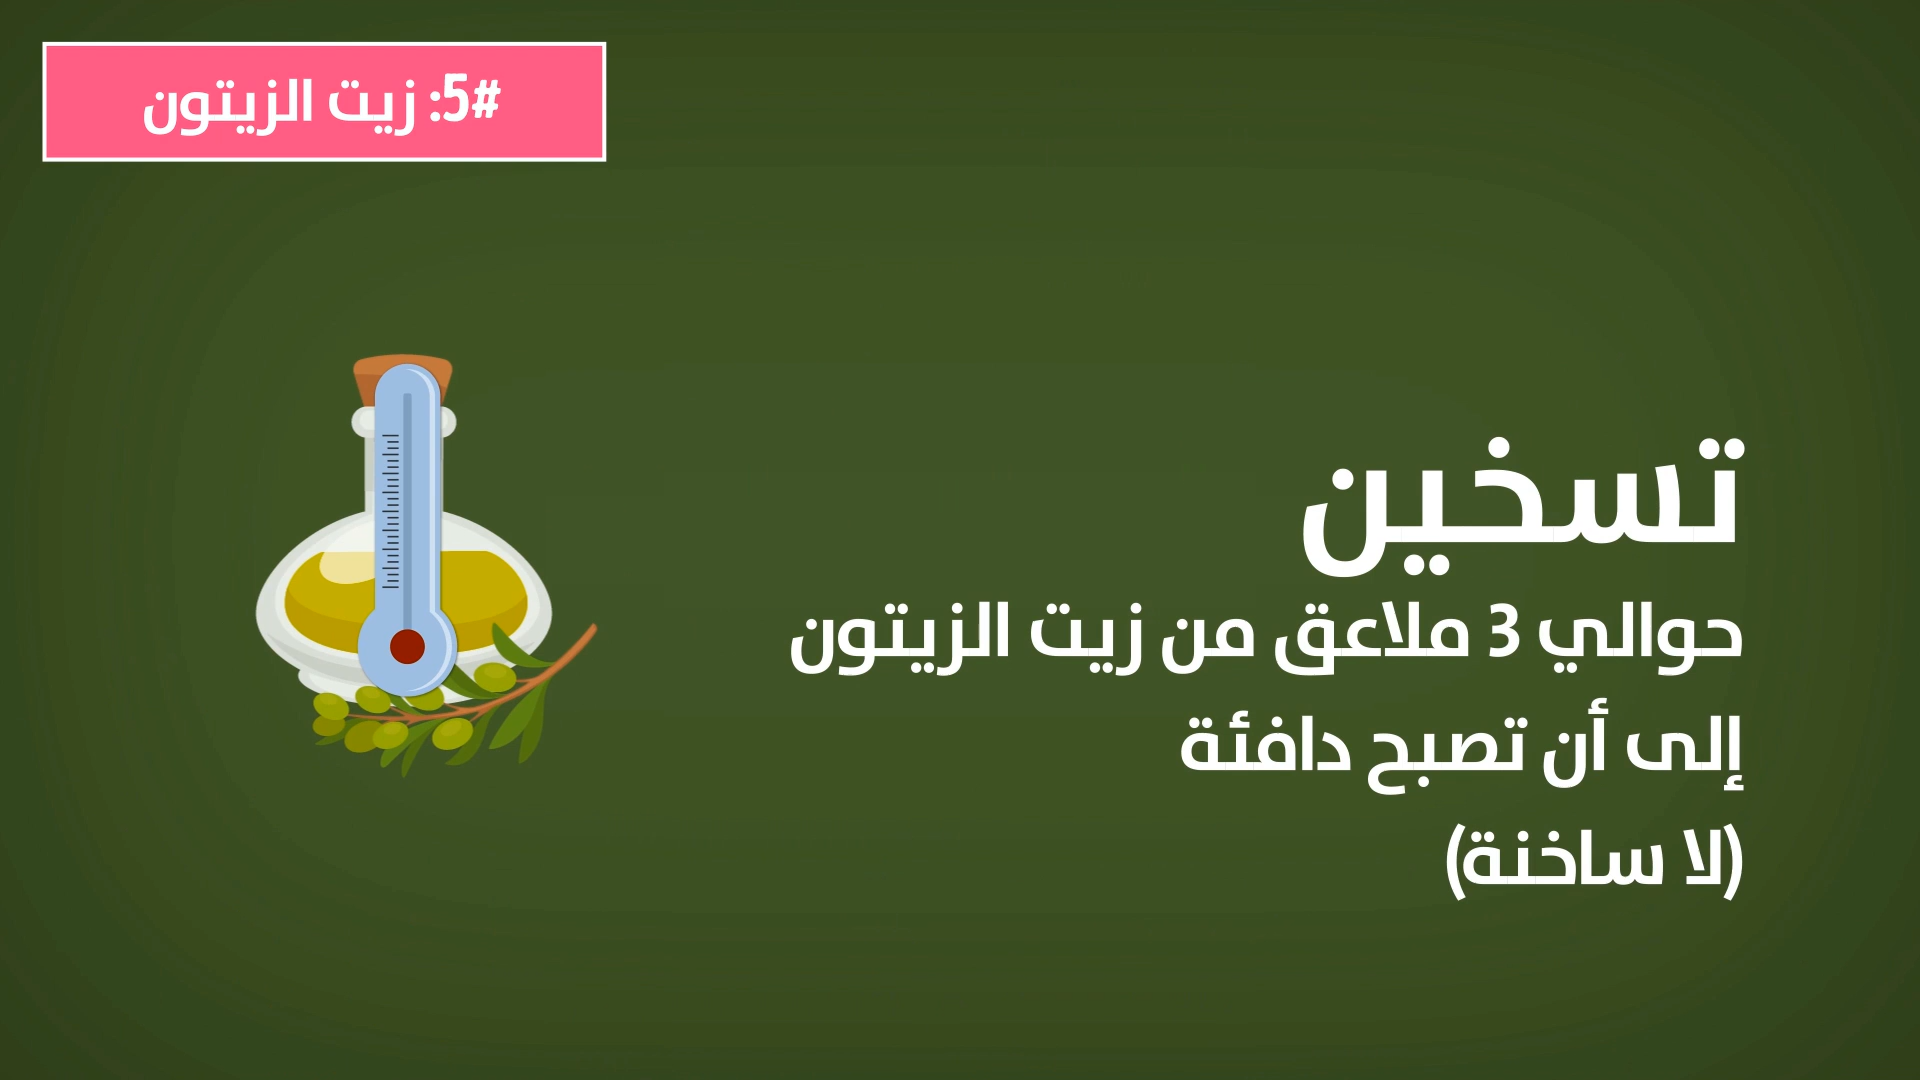 #5: زيت الزيتون
تسخين
حوالي 3 ملاعق من زيت الزيتون
إلى أن تصبح دافئة
(لا ساخنة)